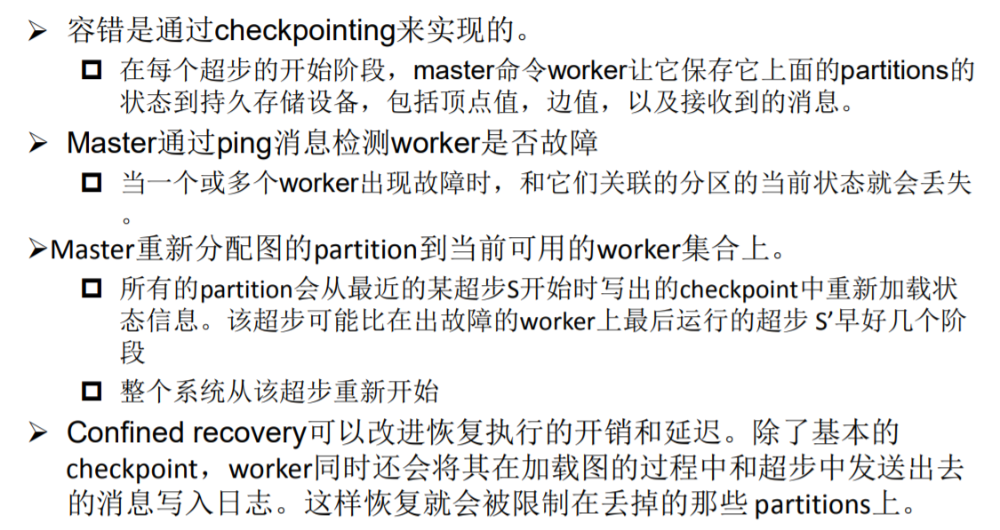 ➢ 容错是通过checkpointing来实现的。
❑ 在每个超步的开始阶段，master命令worker让它保存它上面的partitions的
状态到持久存储设备，包括顶点值，边值，以及接收到的消息。
➢ Master通过ping消息检测worker是否故障
❑ 当一个或多个worker出现故障时，和它们关联的分区的当前状态就会丢失
。
➢Master重新分配图的partition到当前可用的worker集合上。
❑ 所有的partition会从最近的某超步S开始时写出的checkpoint中重新加载状
态信息。该超步可能比在出故障的worker上最后运行的超步 S’早好几个阶
段
❑ 整个系统从该超步重新开始
➢ Confined recovery可以改进恢复执行的开销和延迟。除了基本的
checkpoint，worker同时还会将其在加载图的过程中和超步中发送出去
的消息写入日志。这样恢复就会被限制在丢掉的那些 partitions上。